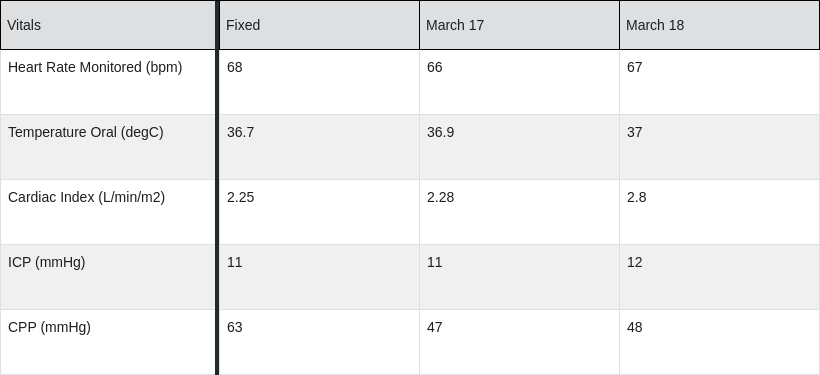 Vitals Fixed March 17 March 18
Heart Rate Monitored (bpm) 68 66 67
Temperature Oral (degC) 36.7 36.9 37
Cardiac Index (L/min/m2) 2.25 2.28 2.8
ICP (mmHg) 11 11 12
CPP (mmHg) 63 47 48